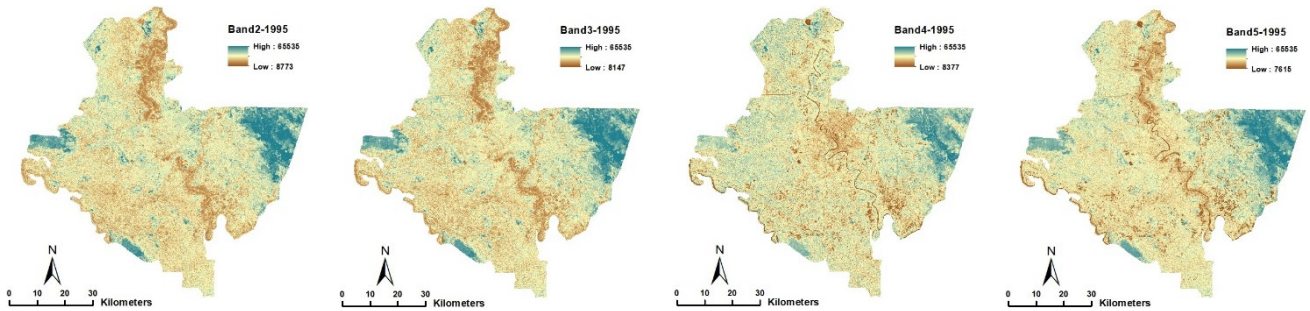 Band2-1995
High : 65535
Low : 8773
N
0 10 20 30
Kilometers
Band3-1995
High : 65535
Low : 8147
N
0 10 20 30
Kilometers
Band4-1995
High : 65535
Low : 8377
N
0 10 20 30
Kilometers
Band5-1995
High : 65535
Low : 7615
N
0 10 20 30
Kilometers